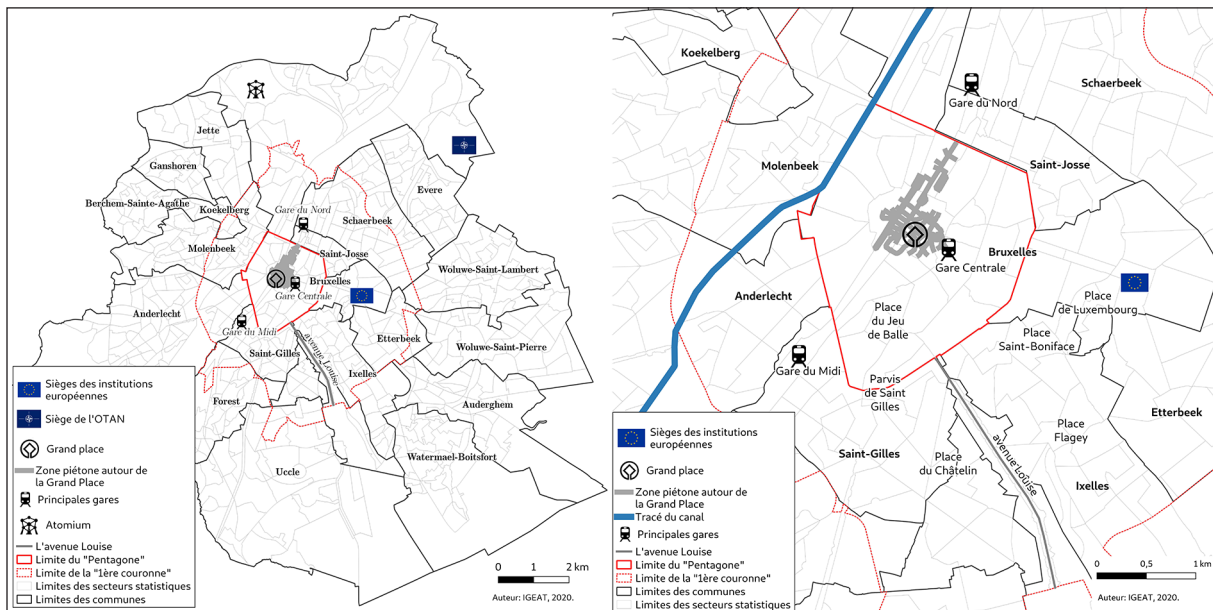 Jette
Ganshoren
Berchem-Sainte-Agathe
Koekelberg
Evere
Gare du Nord
Schaerbeek
Molenbeek
Saint-Josse
Woluwe-Saint-Lambert
Bruxelles
Gare Centrale
Anderlecht
Gare du Midi
Etterbeek
Woluwe-Saint-Pierre
Saint-Gilles
avenue Louise
Ixelles
Forest
Auderghem
Watermael-Boitsfort
Uccle
Sièges des institutions
européennes
Siège de l'OTAN
Grand place
Zone piétone autour de
la Grand Place
Principales gares
Atomium
L'avenue Louise
Limite du "Pentagone"
Limite de la "1ère couronne"
Limites des secteurs statistiques
Limites des communes
0 1 2 km
Auteur: IGEAT, 2020.
Koekelberg
Schaerbeek
Gare du Nord
Molenbeek
Saint-Josse
Bruxelles
Gare Centrale
Anderlecht
Place
du Jeu
de Balle
Place
de Luxembourg
Place
Saint-Boniface
Gare du Midi
Parvis
de Saint
Gilles
Etterbeek
Place
Flagey
Saint-Gilles
Place
du Châtelin
avenue Louise
Ixelles
Sièges des institutions
européennes
Grand place
Zone piétone autour de
la Grand Place
Tracé du canal
Principales gares
L'avenue Louise
Limite du "Pentagone"
Limite de la "1ère couronne"
Limites des communes
Limites des secteurs statistiques
0 0,5 1 km
Auteur: IGEAT, 2020.